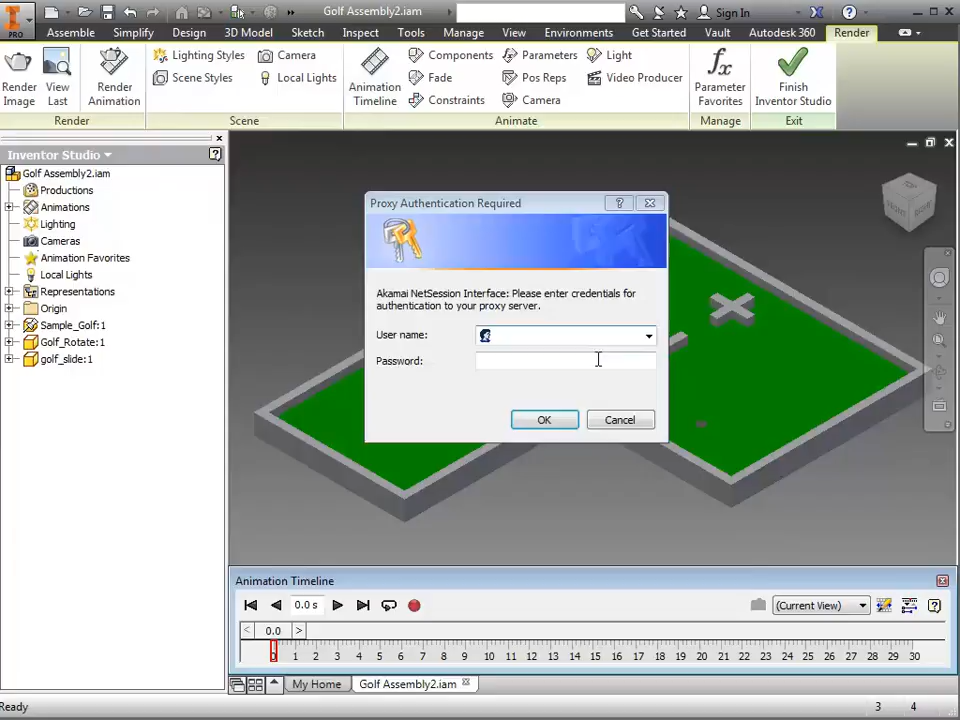 Golf Assembly2.iam
Sign In
PRO
Assemble Simplify Design 3D Model Sketch Inspect Tools Manage View Environments Get Started Vault Autodesk 360 Render
Render Image
View Last
Render Animation
Lighting Styles
Scene Styles
Camera
Local Lights
Animation Timeline
Components
Fade
Constraints
Parameters
Pos Reps
Camera
Light
Video Producer
fx
Parameter Favorites
Finish Inventor Studio
Render Scene Animate Manage Exit
Inventor Studio
Golf Assembly2.iam
Productions
Animations
Lighting
Cameras
Animation Favorites
Local Lights
Representations
Origin
Sample_Golf:1
Golf_Rotate:1
golf_slide:1
Proxy Authentication Required
Akamai NetSession Interface: Please enter credentials for
authentication to your proxy server.
User name:
Password:
OK Cancel
Animation Timeline
0.0 s
(Current View)
< 0.0 >
0 1 2 3 4 5 6 7 8 9 10 11 12 13 14 15 16 17 18 19 20 21 22 23 24 25 26 27 28 29 30
My Home Golf Assembly2.iam
Ready 3 4